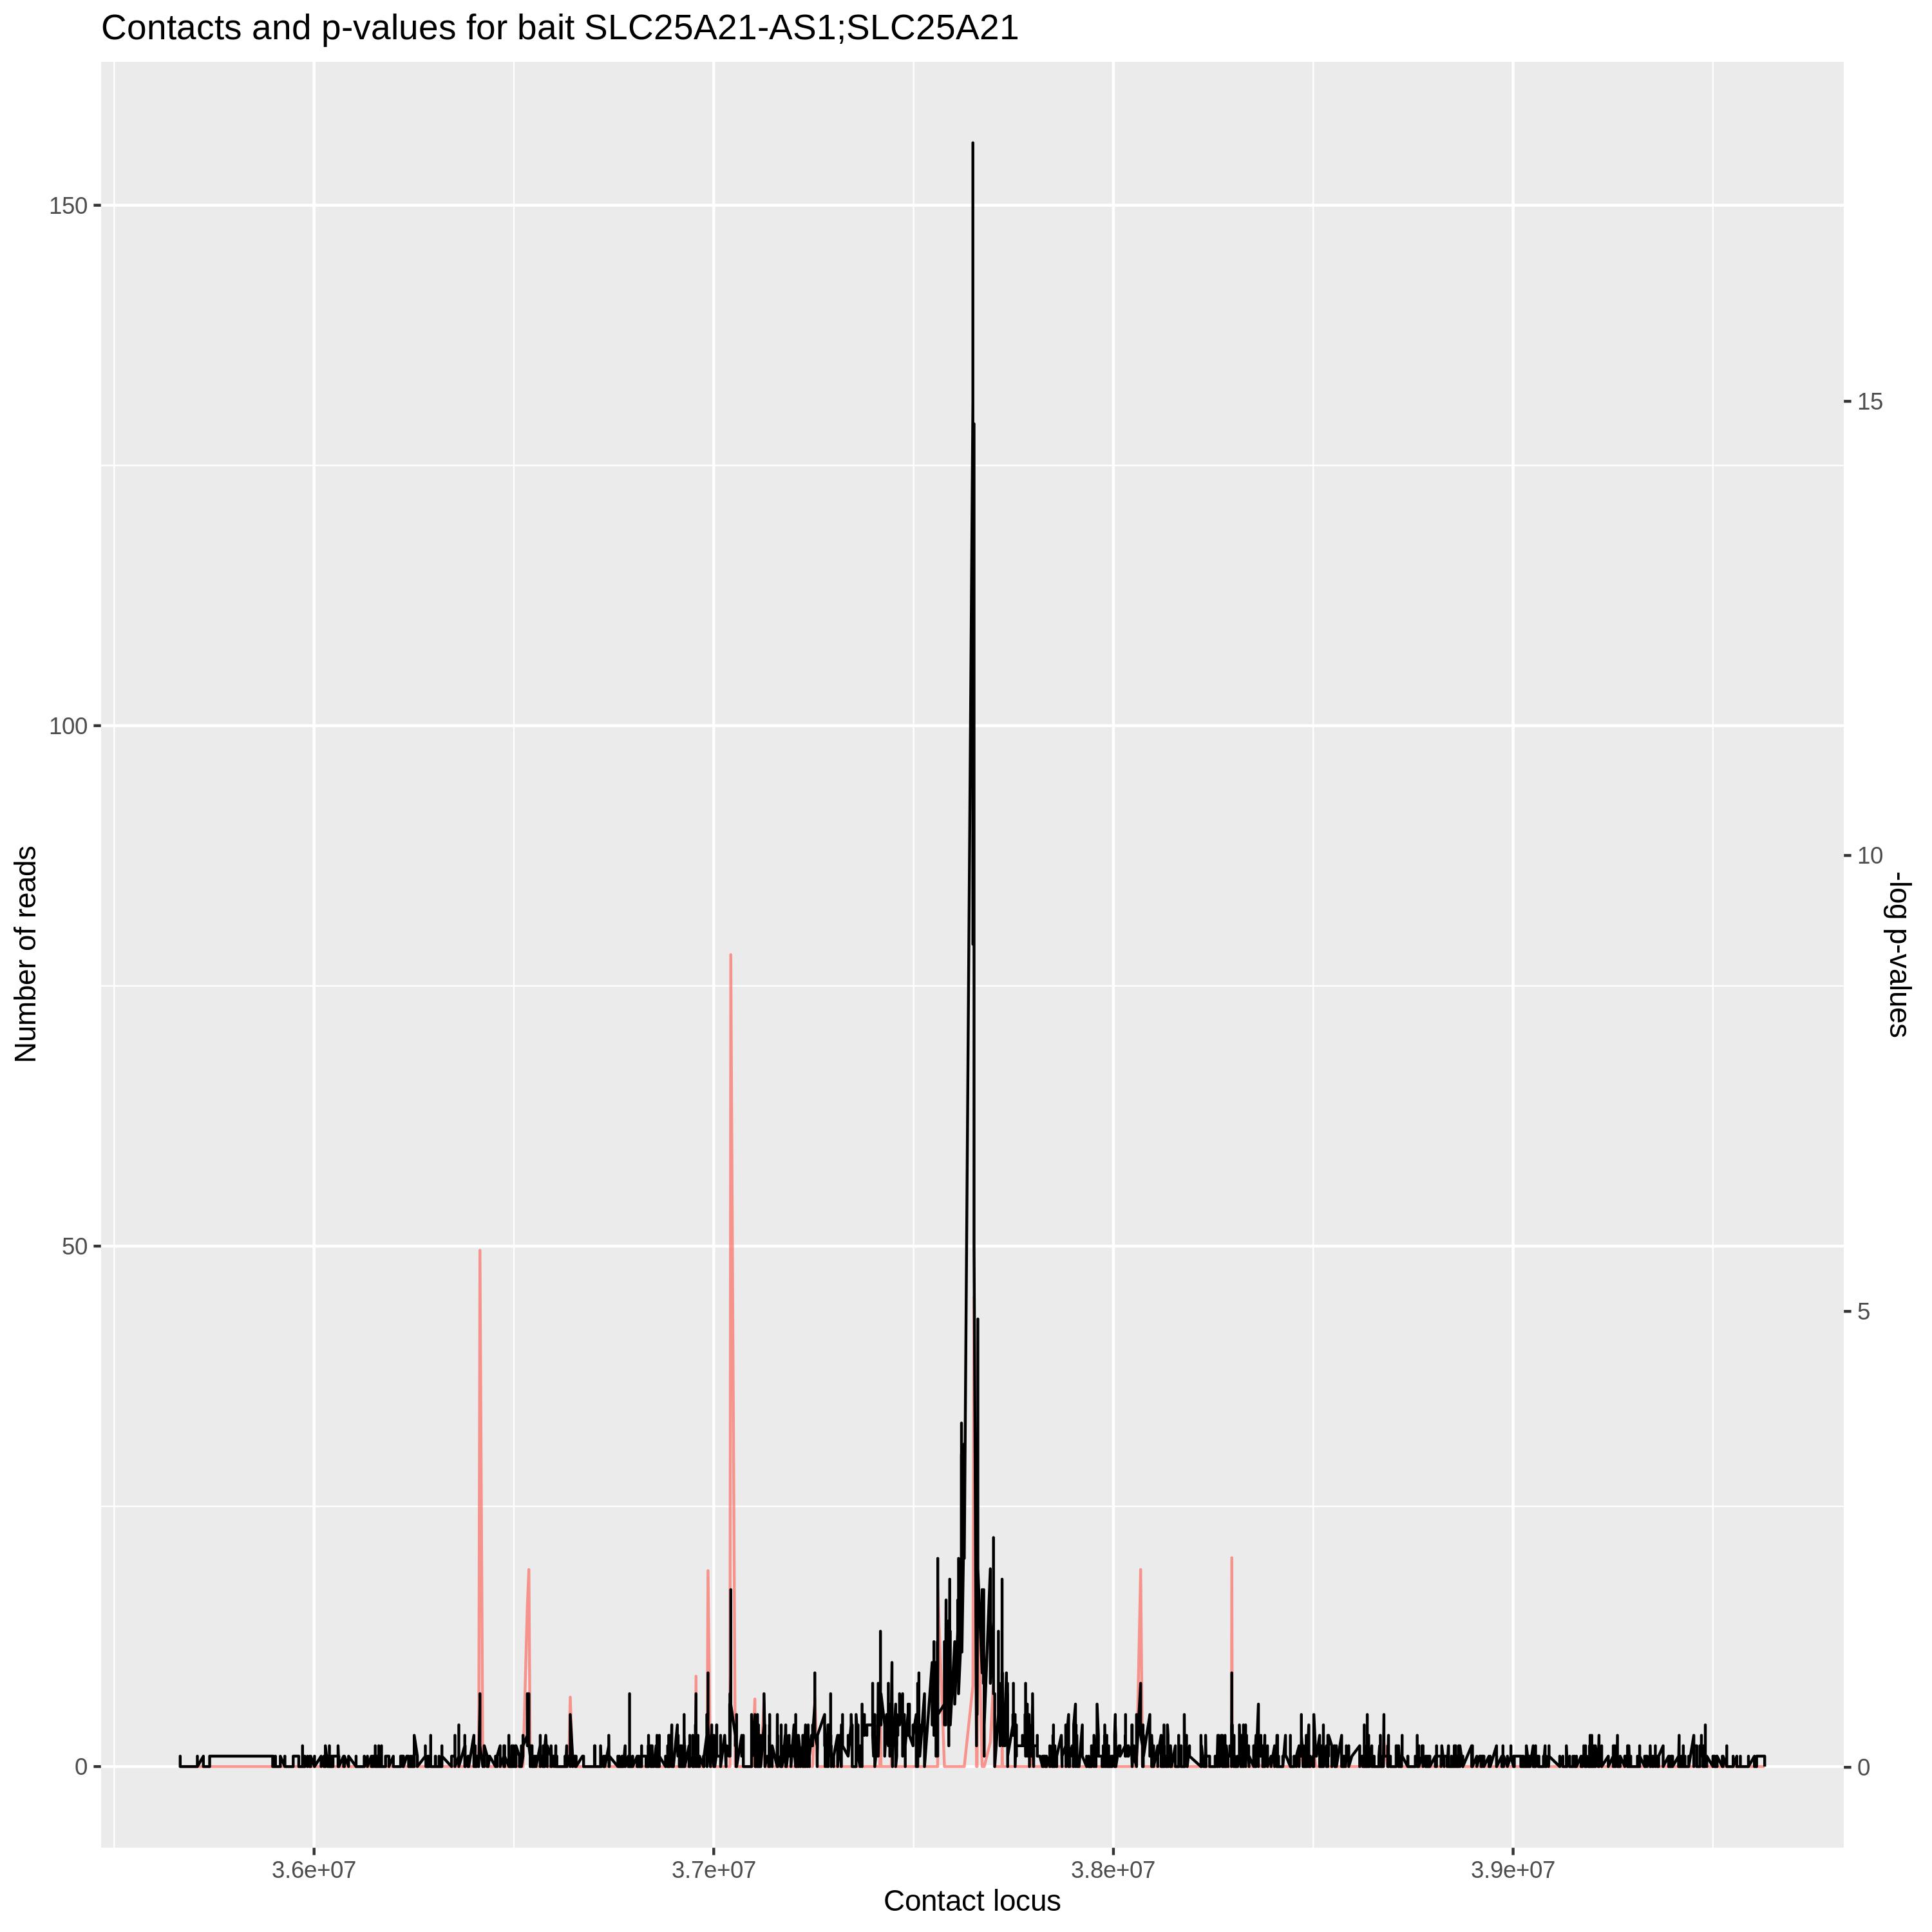 Contacts and p-values for bait SLC25A21-AS1;SLC25A21
150
100
50
0
Number of reads
15
10
5
0
-log p-values
3.6e+07 3.7e+07 3.8e+07 3.9e+07
Contact locus